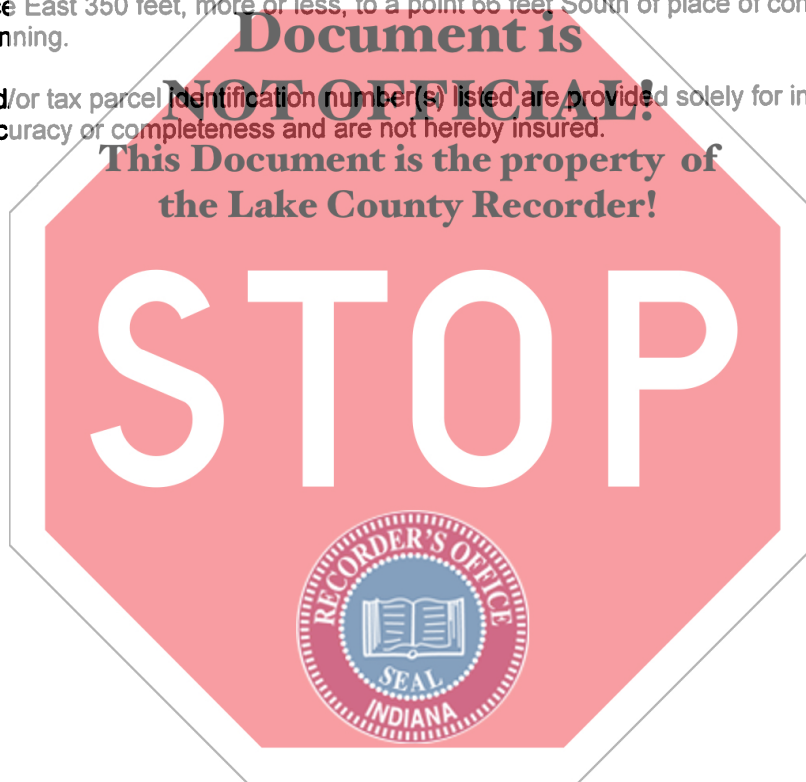 e East 350 feet, more or less, to a point 66 feet South of place of
nning.
Document is
d/or tax parcel identification number(s) listed are provided solely for
NOT OFFICIAL!
curacy or completeness and are not hereby insured.
This Document is the property of
the Lake County Recorder!
STOP
RECORDER'S OFFICE
SEAL
INDIANA